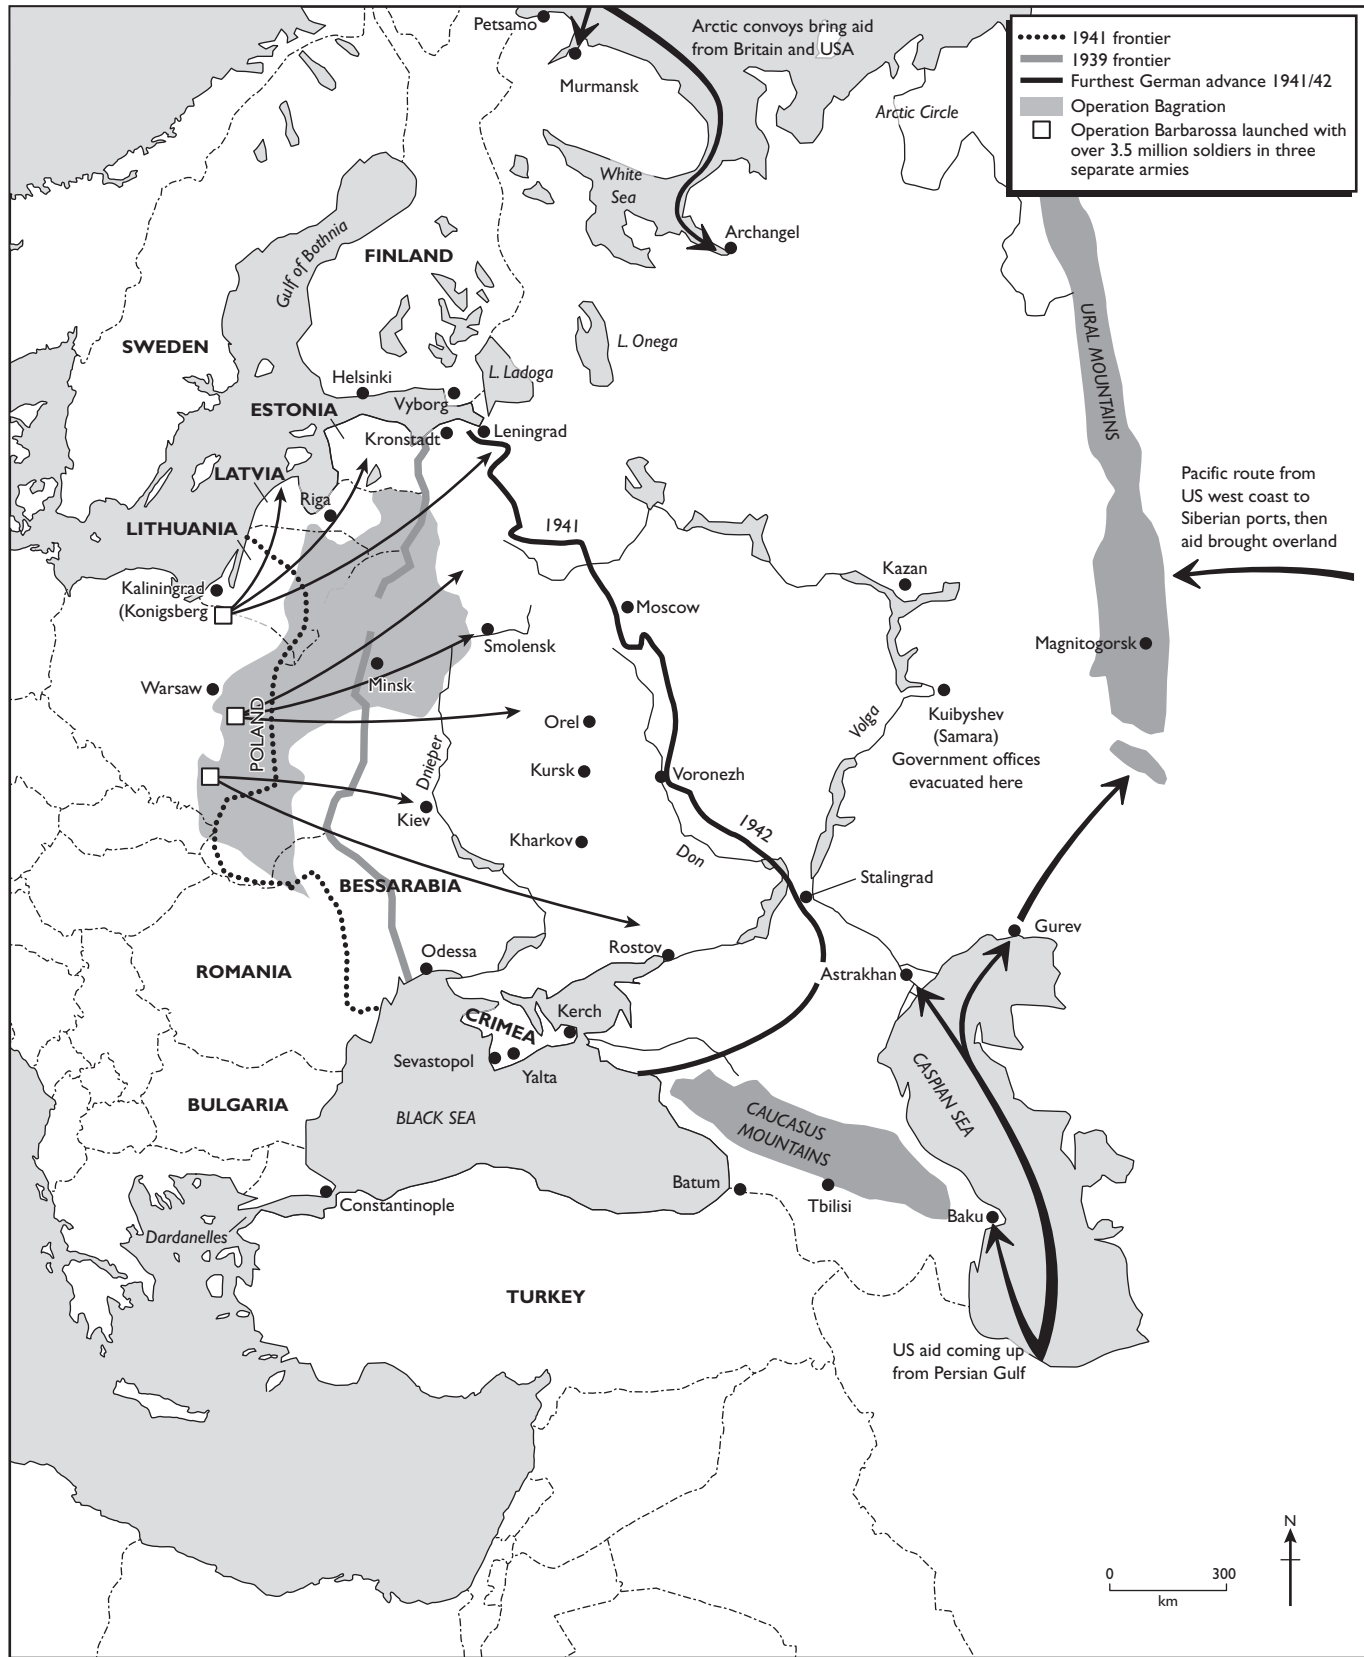 Petsamo
Arctic convoys bring aid
from Britain and USA
Murmansk
Arctic Circle
1941 frontier
1939 frontier
Furthest German advance 1941/42
Operation Bagration
Operation Barbarossa launched with
over 3.5 million soldiers in three
separate armies
White
Sea
Archangel
Gulf of Bothnia
FINLAND
URAL MOUNTAINS
SWEDEN
L. Onega
L. Ladoga
Helsinki
Vyborg
ESTONIA
Kronstadt
Leningrad
LATVIA
Riga
LITHUANIA
1941
Pacific route from
US west coast to
Siberian ports, then
aid brought overland
Kaliningrad
(Konigsberg
Kazan
Moscow
Smolensk
Magnitogorsk
Minsk
Warsaw
POLAND
Orel
Volga
Kuibyshev
(Samara)
Government offices
evacuated here
Dnieper
Kursk
Voronezh
Kiev
Kharkov
1942
Don
BESSARABIA
Stalingrad
Gurev
ROMANIA
Odessa
Rostov
Astrakhan
Kerch
CRIMEA
Sevastopol
Yalta
CASPIAN SEA
BULGARIA
BLACK SEA
CAUCASUS
MOUNTAINS
Batum
Tbilisi
Constantinople
Baku
Dardanelles
TURKEY
US aid coming up
from Persian Gulf
N
0 300
km